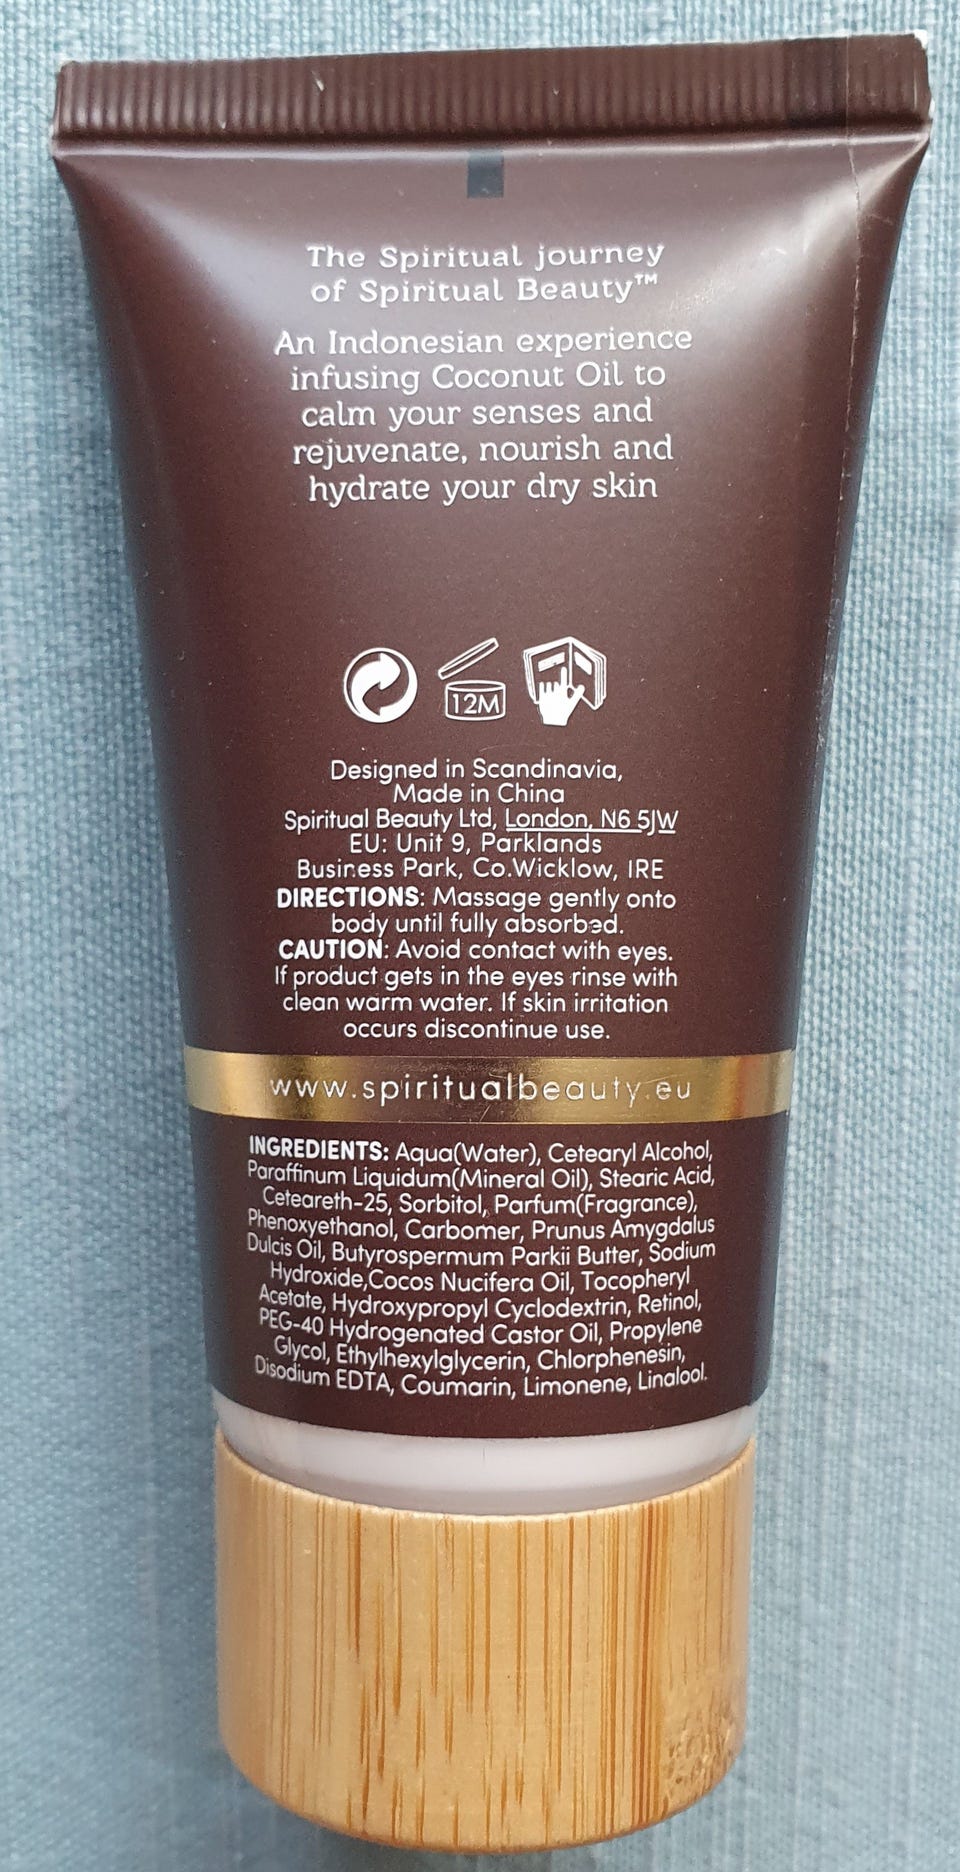 The Spiritual journey
of Spiritual Beauty™
An Indonesian experience
infusing Coconut Oil to
calm your senses and
rejuvenate, nourish and
hydrate your dry skin
12M
Designed in Scandinavia,
Made in China
Spiritual Beauty Ltd, London, N6 5JW
EU: Unit 9, Parklands
Business Park, Co.Wicklow, IRE
DIRECTIONS: Massage gently onto
body until fully absorbed.
CAUTION: Avoid contact with eyes.
If product gets in the eyes rinse with
clean warm water. If skin irritation
occurs discontinue use.
www.spiritualbeauty.eu
INGREDIENTS: Aqua(Water), Cetearyl Alcohol,
Paraffinum Liquidum(Mineral Oil), Stearic Acid,
Ceteareth-25, Sorbitol, Parfum(Fragrance),
Phenoxyethanol, Carbomer, Prunus Amygdalus
Dulcis Oil, Butyrospermum Parkii Butter, Sodium
Hydroxide,Cocos Nucifera Oil, Tocopheryl
Acetate, Hydroxypropyl Cyclodextrin, Retinol,
PEG-40 Hydrogenated Castor Oil, Propylene
Glycol, Ethylhexylglycerin, Chlorphenesin,
Disodium EDTA, Coumarin, Limonene, Linalool.